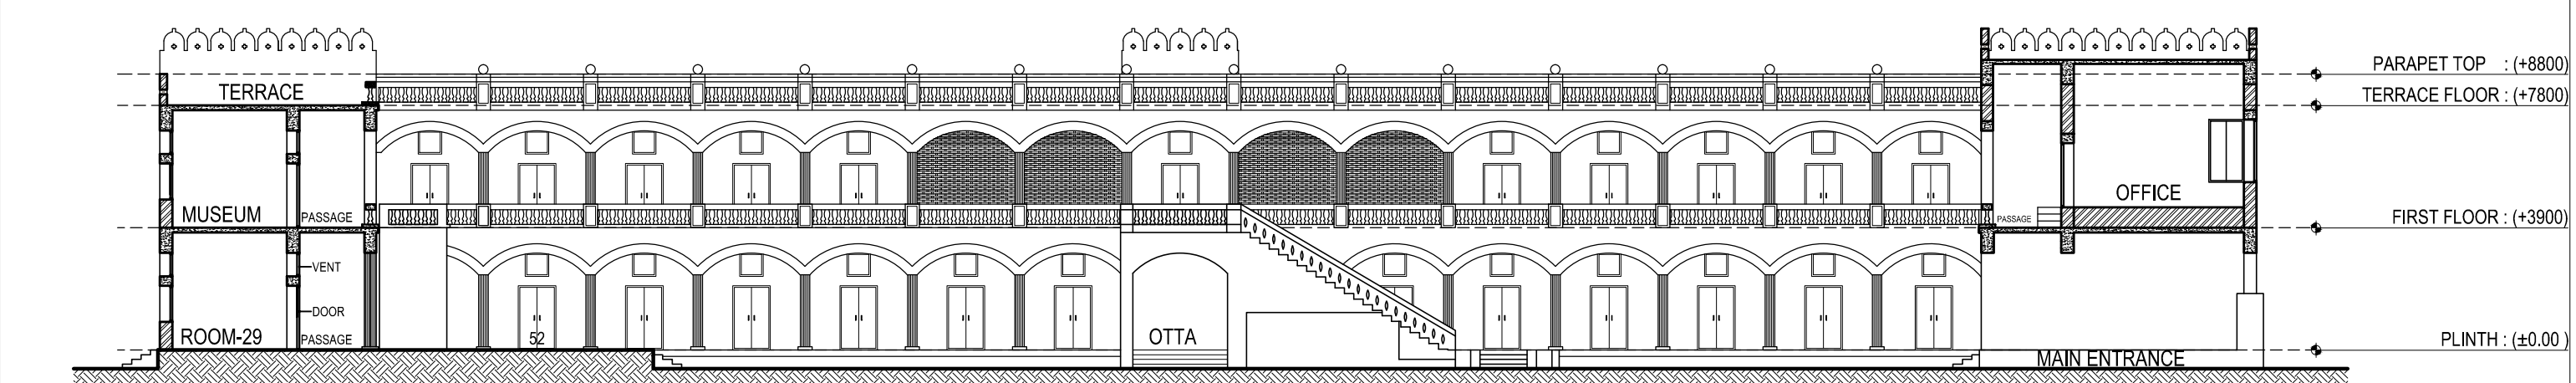 PARAPET TOP : (+8800)
TERRACE
TERRACE FLOOR : (+7800)
OFFICE
MUSEUM
PASSAGE
PASSAGE
FIRST FLOOR : (+3900)
VENT
DOOR
ROOM-29
PASSAGE
52
OTTA
PLINTH : (±0.00 )
MAIN ENTRANCE